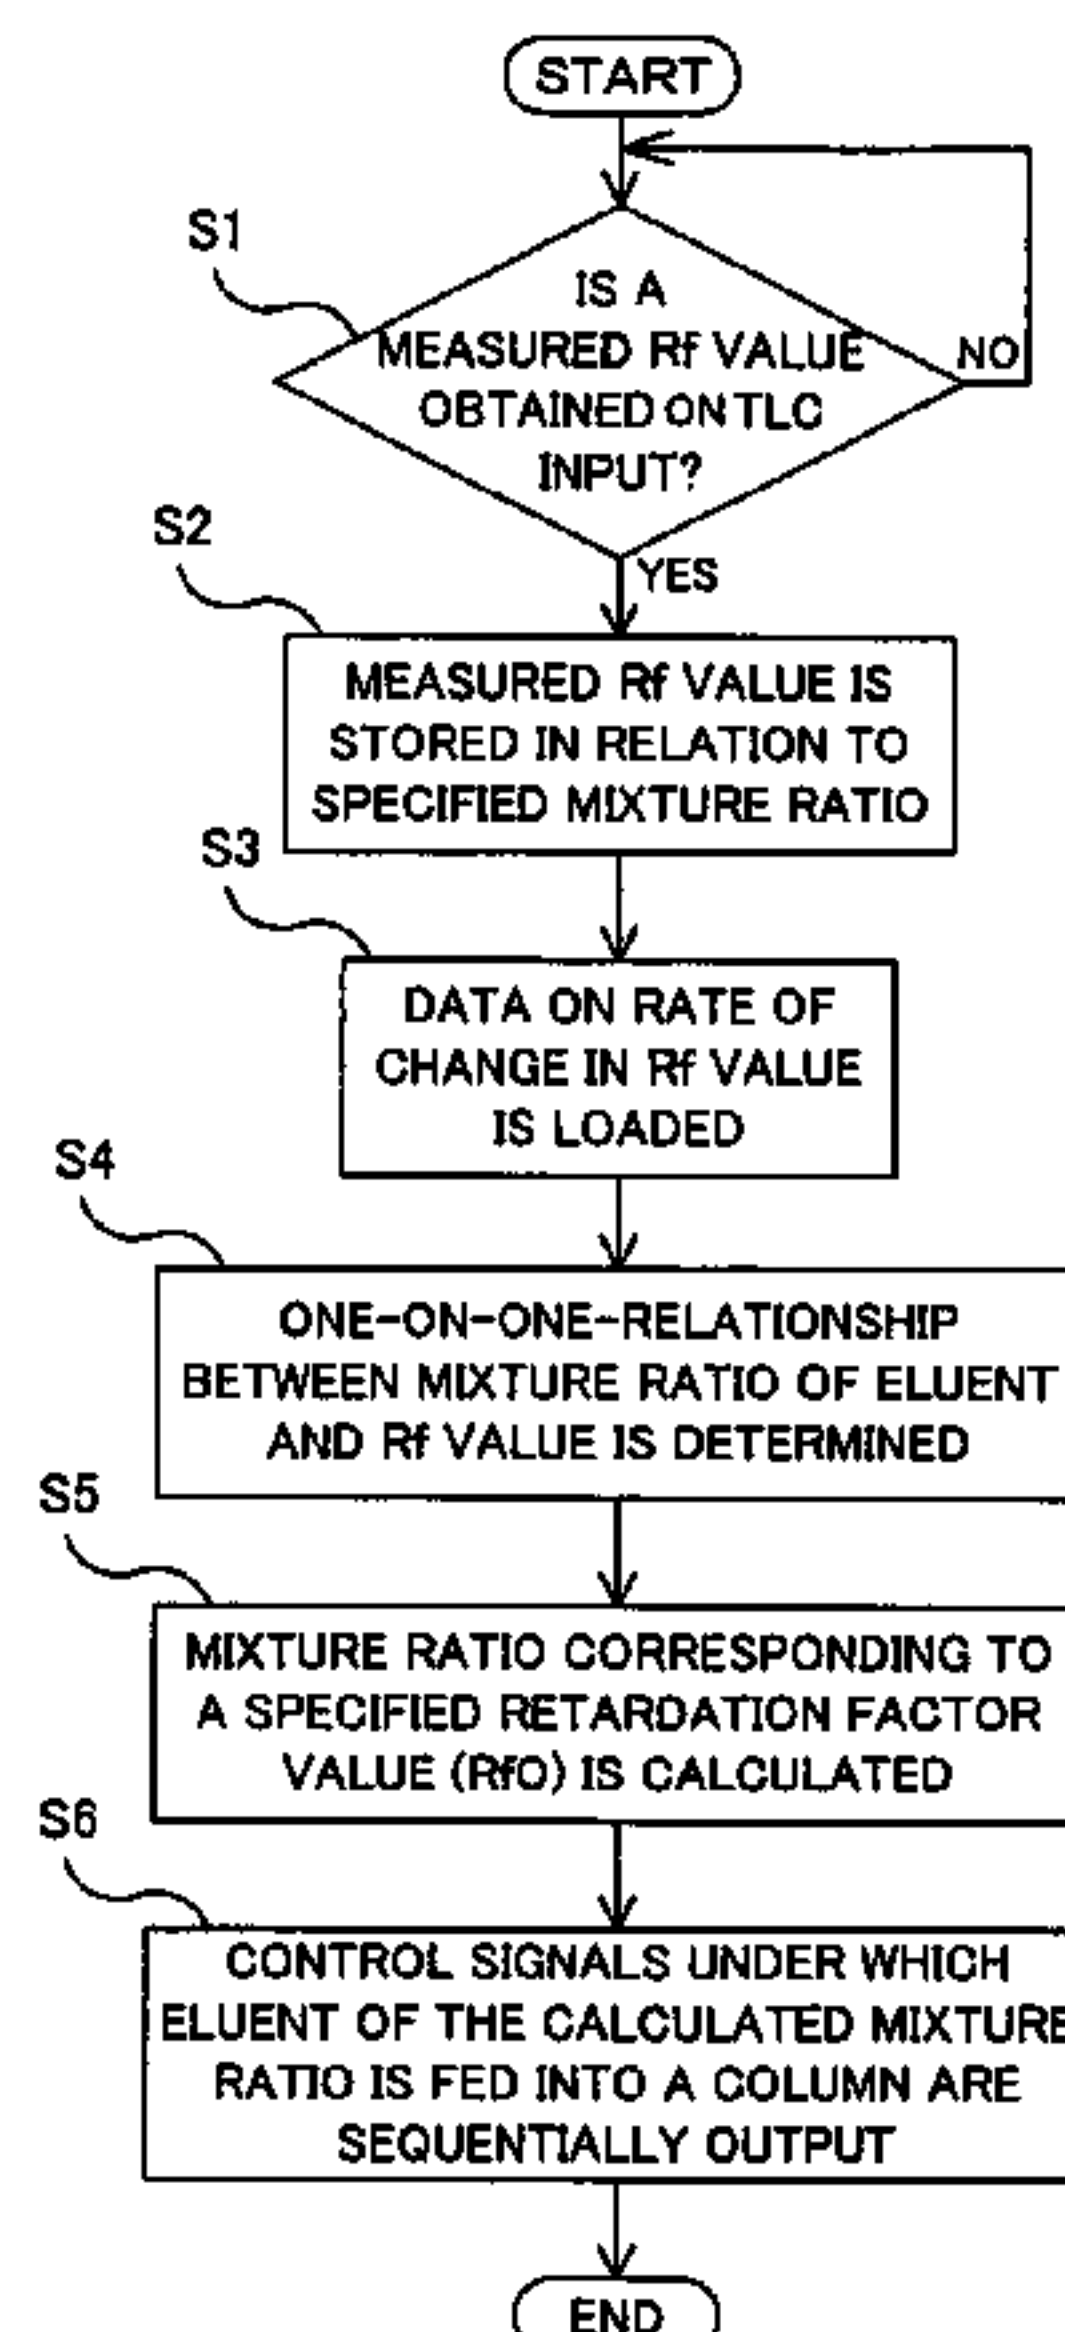 START
S1
IS A
MEASURED Rf VALUE
OBTAINED ON TLC
INPUT?
NO
YES
S2
MEASURED Rf VALUE IS
STORED IN RELATION TO
SPECIFIED MIXTURE RATIO
S3
DATA ON RATE OF
CHANGE IN Rf VALUE
IS LOADED
S4
ONE-ON-ONE-RELATIONSHIP
BETWEEN MIXTURE RATIO OF ELUENT
AND Rf VALUE IS DETERMINED
S5
MIXTURE RATIO CORRESPONDING TO
A SPECIFIED RETARDATION FACTOR
VALUE (Rf0) IS CALCULATED
S6
CONTROL SIGNALS UNDER WHICH
ELUENT OF THE CALCULATED MIXTURE
RATIO IS FED INTO A COLUMN ARE
SEQUENTIALLY OUTPUT
END